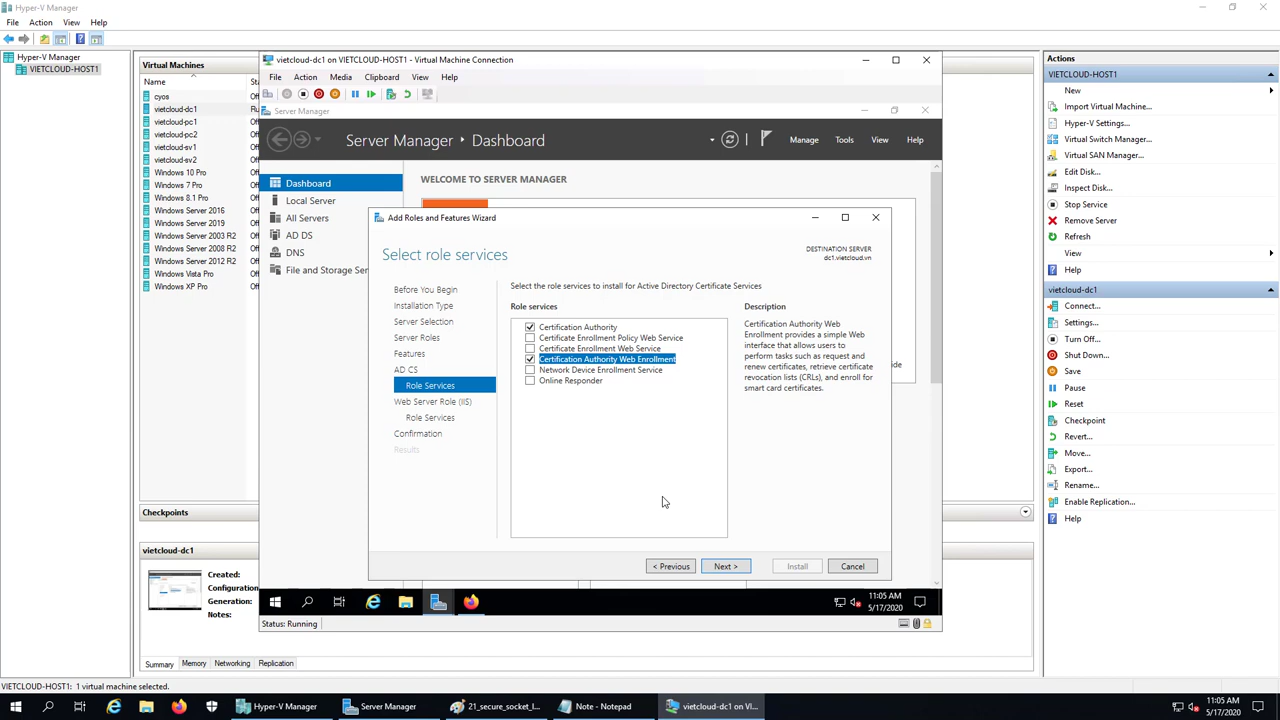 Hyper-V Manager
File Action View Help
Hyper-V Manager
VIETCLOUD-HOST1
Virtual Machines
Name
cyos
vietcloud-dc1
vietcloud-pc1
vietcloud-pc2
vietcloud-sv1
vietcloud-sv2
Windows 10 Pro
Windows 7 Pro
Windows 8.1 Pro
Windows Server 2016
Windows Server 2019
Windows Server 2003 R2
Windows Server 2008 R2
Windows Server 2012 R2
Windows Vista Pro
Windows XP Pro
Checkpoints
vietcloud-dc1
Created:
Configuration
Generation:
Notes:
Summary Memory Networking Replication
VIETCLOUD-HOST1: 1 virtual machine selected.
vietcloud-dc1 on VIETCLOUD-HOST1 - Virtual Machine Connection
File Action Media Clipboard View Help
Server Manager
Server Manager • Dashboard
Manage Tools View Help
Dashboard
Local Server
All Servers
AD DS
DNS
File and Storage Ser
WELCOME TO SERVER MANAGER
Add Roles and Features Wizard
Select role services
DESTINATION SERVER
dc1.vietcloud.vn
Before You Begin
Installation Type
Server Selection
Server Roles
Features
AD CS
Role Services
Web Server Role (IIS)
Role Services
Confirmation
Results
Select the role services to install for Active Directory Certificate Services
Role services
Certification Authority
Certificate Enrollment Policy Web Service
Certificate Enrollment Web Service
Certification Authority Web Enrollment
Network Device Enrollment Service
Online Responder
Description
Certification Authority Web
Enrollment provides a simple Web
interface that allows users to
perform tasks such as request and
renew certificates, retrieve certificate
revocation lists (CRLs), and enroll for
smart card certificates.
< Previous Next > Install Cancel
11:05 AM
5/17/2020
Status: Running
Actions
VIETCLOUD-HOST1
New
Import Virtual Machine...
Hyper-V Settings...
Virtual Switch Manager...
Virtual SAN Manager...
Edit Disk...
Inspect Disk...
Stop Service
Remove Server
Refresh
View
Help
vietcloud-dc1
Connect...
Settings...
Turn Off...
Shut Down...
Save
Pause
Reset
Checkpoint
Revert...
Move...
Export...
Rename...
Enable Replication...
Help
Hyper-V Manager Server Manager 21_secure_socket_l... Note - Notepad vietcloud-dc1 on VI...
11:05 AM
5/17/2020